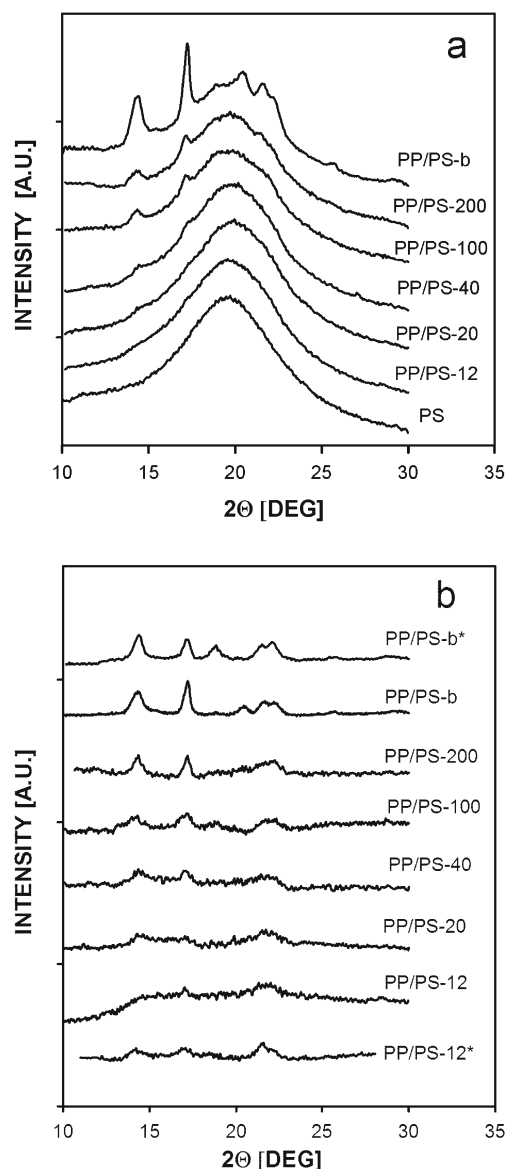 a
INTENSITY [A.U.]
PP/PS-b
PP/PS-200
PP/PS-100
PP/PS-40
PP/PS-20
PP/PS-12
PS
10 15 20 25 30 35
2Θ [DEG]
b
INTENSITY [A.U.]
PP/PS-b*
PP/PS-b
PP/PS-200
PP/PS-100
PP/PS-40
PP/PS-20
PP/PS-12
PP/PS-12*
10 15 20 25 30 35
2Θ [DEG]